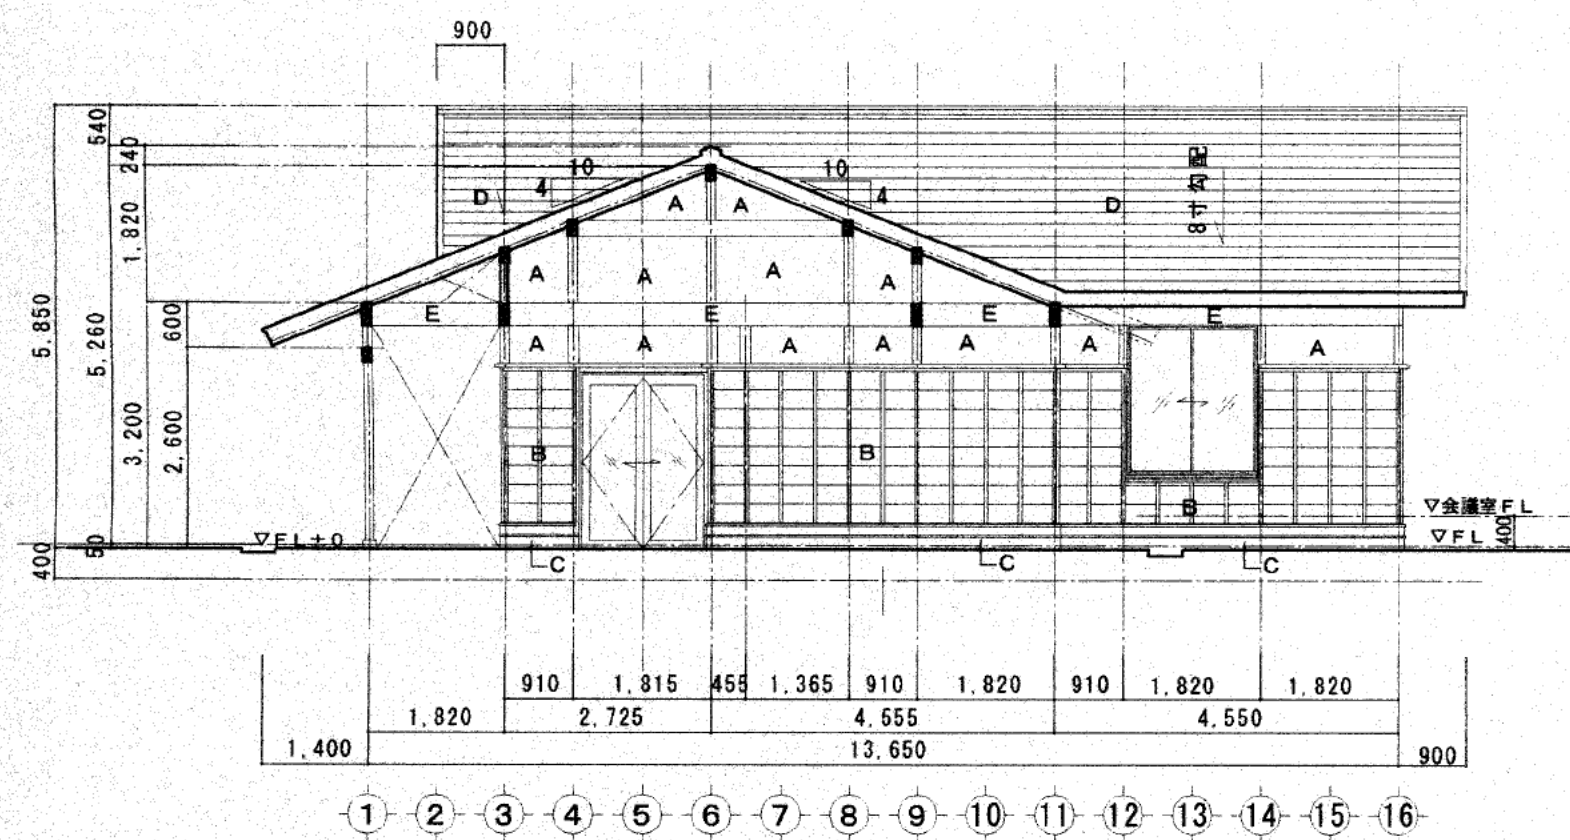 900
540
240
1,820
600
5,850
5,260
3,200
2,600
50
400
10
4
10
4
D
D
8寸勾配
A
A
A
A
A
A
E
E
E
E
A
A
A
A
A
A
A
B
B
B
▽FL±0
▽会議室FL
400
▽FL
C
C
C
910
1,815
455
1,365
910
1,820
910
1,820
1,820
1,820
2,725
4,555
4,550
1,400
13,650
900
1
2
3
4
5
6
7
8
9
10
11
12
13
14
15
16